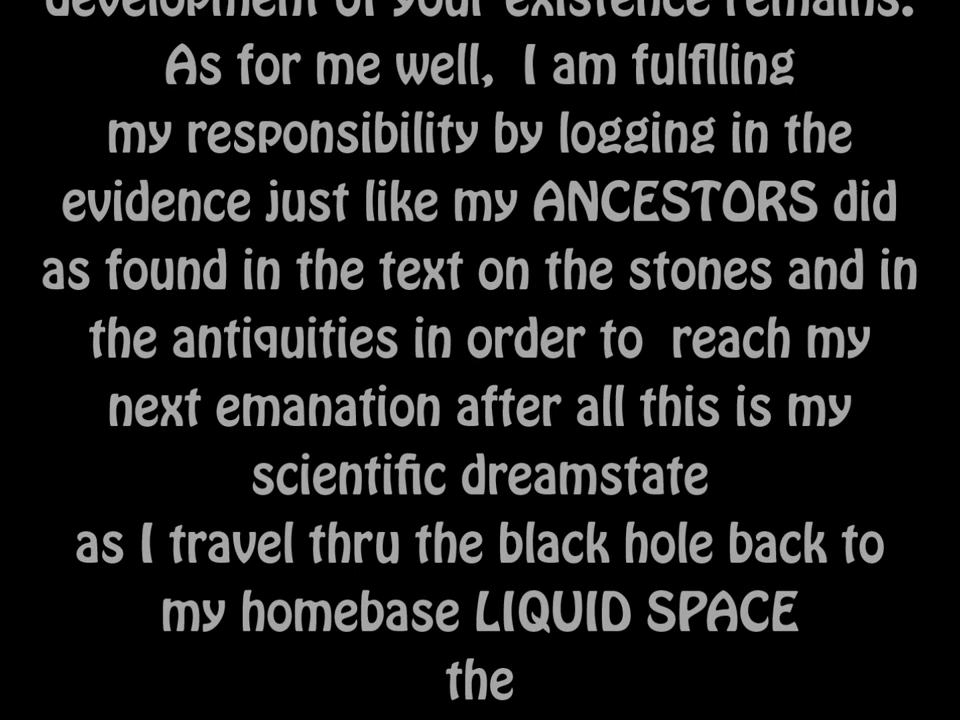 development of your existence remains.
As for me well, I am fulflling
my responsibility by logging in the
evidence just like my ANCESTORS did
as found in the text on the stones and in
the antiquities in order to reach my
next emanation after all this is my
scientific dreamstate
as I travel thru the black hole back to
my homebase LIQUID SPACE
the